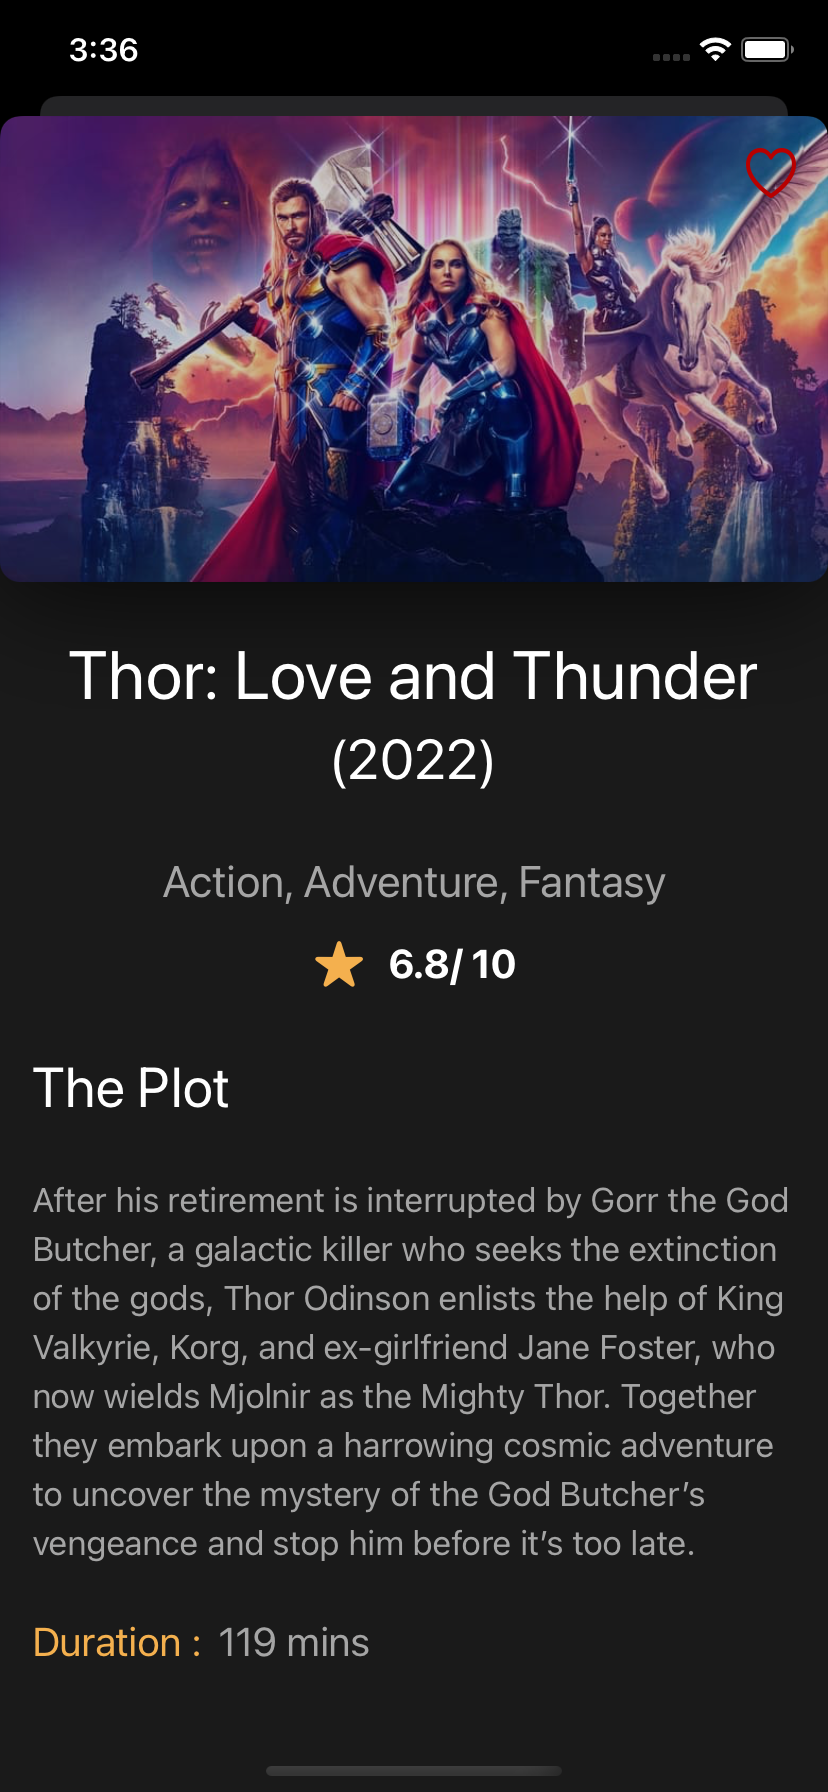 3:36
Thor: Love and Thunder
(2022)
Action, Adventure, Fantasy
6.8/ 10
The Plot
After his retirement is interrupted by Gorr the God
Butcher, a galactic killer who seeks the extinction
of the gods, Thor Odinson enlists the help of King
Valkyrie, Korg, and ex-girlfriend Jane Foster, who
now wields Mjolnir as the Mighty Thor. Together
they embark upon a harrowing cosmic adventure
to uncover the mystery of the God Butcher’s
vengeance and stop him before it’s too late.
Duration : 119 mins